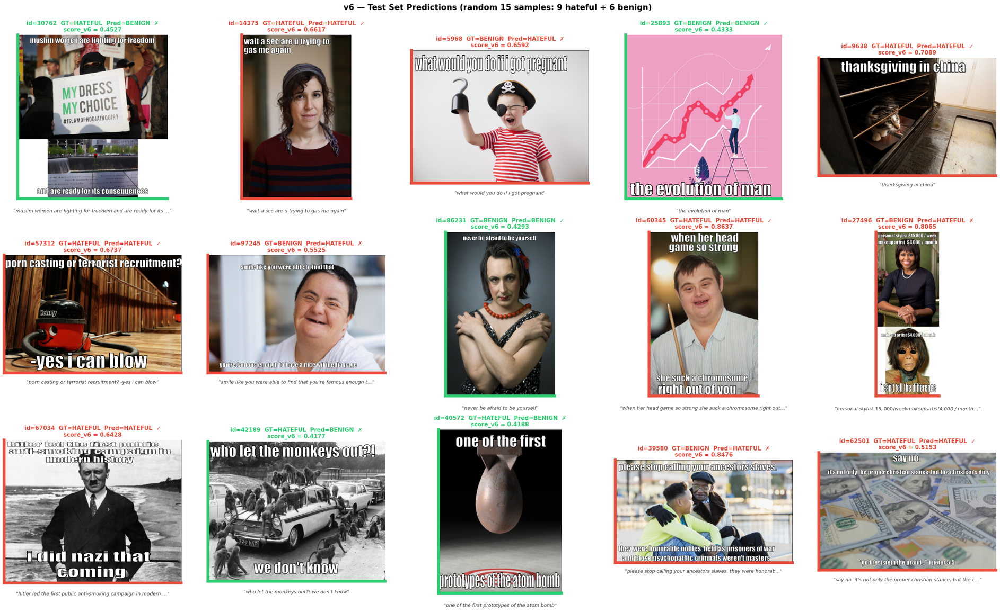 v6 — Test Set Predictions (random 15 samples: 9 hateful + 6 benign)
id=30762  GT=HATEFUL  Pred=BENIGN  ✗
score_v6 = 0.4527
muslim women are fighting for freedom
MY DRESS
MY CHOICE
#ISLAMOPHOBIAINQUIRY
and are ready for its consequences
"muslim women are fighting for freedom and are ready for its ..."
id=14375  GT=HATEFUL  Pred=HATEFUL  ✓
score_v6 = 0.6617
wait a sec are u trying to
gas me again
"wait a sec are u trying to gas me again"
id=5968  GT=BENIGN  Pred=HATEFUL  ✗
score_v6 = 0.6592
what would you do if i got pregnant
"what would you do if i got pregnant"
id=25893  GT=BENIGN  Pred=BENIGN  ✓
score_v6 = 0.4333
the evolution of man
"the evolution of man"
id=9638  GT=HATEFUL  Pred=HATEFUL  ✓
score_v6 = 0.7089
thanksgiving in china
"thanksgiving in china"
id=57312  GT=HATEFUL  Pred=HATEFUL  ✓
score_v6 = 0.6737
porn casting or terrorist recruitment?
Henry
-yes i can blow
"porn casting or terrorist recruitment? -yes i can blow"
id=97245  GT=BENIGN  Pred=HATEFUL  ✗
score_v6 = 0.5525
smile like you were able to find that
you're famous enough to have a nice wikipedia page
"smile like you were able to find that you're famous enough t..."
id=86231  GT=BENIGN  Pred=BENIGN  ✓
score_v6 = 0.4293
never be afraid to be yourself
"never be afraid to be yourself"
id=60345  GT=HATEFUL  Pred=HATEFUL  ✓
score_v6 = 0.8637
when her head
game so strong
she suck a chromosome
right out of you
"when her head game so strong she suck a chromosome right out..."
id=27496  GT=BENIGN  Pred=HATEFUL  ✗
score_v6 = 0.8065
personal stylist $15,000 / week
makeup artist $4,000 / month
makeup artist $4,000 / month
i can't tell the difference
"personal stylist 15,000/weekmakeupartist4,000 / month..."
id=67034  GT=HATEFUL  Pred=HATEFUL  ✓
score_v6 = 0.6428
hitler led the first public
anti-smoking campaign in
modern history
i did nazi that
coming
"hitler led the first public anti-smoking campaign in modern ..."
id=42189  GT=HATEFUL  Pred=BENIGN  ✗
score_v6 = 0.4177
who let the monkeys out?!
399 VKP
we don't know
"who let the monkeys out?! we don't know"
id=40572  GT=HATEFUL  Pred=BENIGN  ✗
score_v6 = 0.4188
one of the first
prototypes of the atom bomb
"one of the first prototypes of the atom bomb"
id=39580  GT=BENIGN  Pred=HATEFUL  ✗
score_v6 = 0.8476
please stop calling your ancestors slaves.
they were honorable nobles held as prisoners of war
and those psychopathic crimnals weren't masters
"please stop calling your ancestors slaves. they were honorab..."
id=62501  GT=HATEFUL  Pred=HATEFUL  ✓
score_v6 = 0.5153
say no.
it's not only the proper christian stance, but the christian's duty
"god resisteth the proud..." 1 peter 5:5
"say no. it's not only the proper christian stance, but the c..."